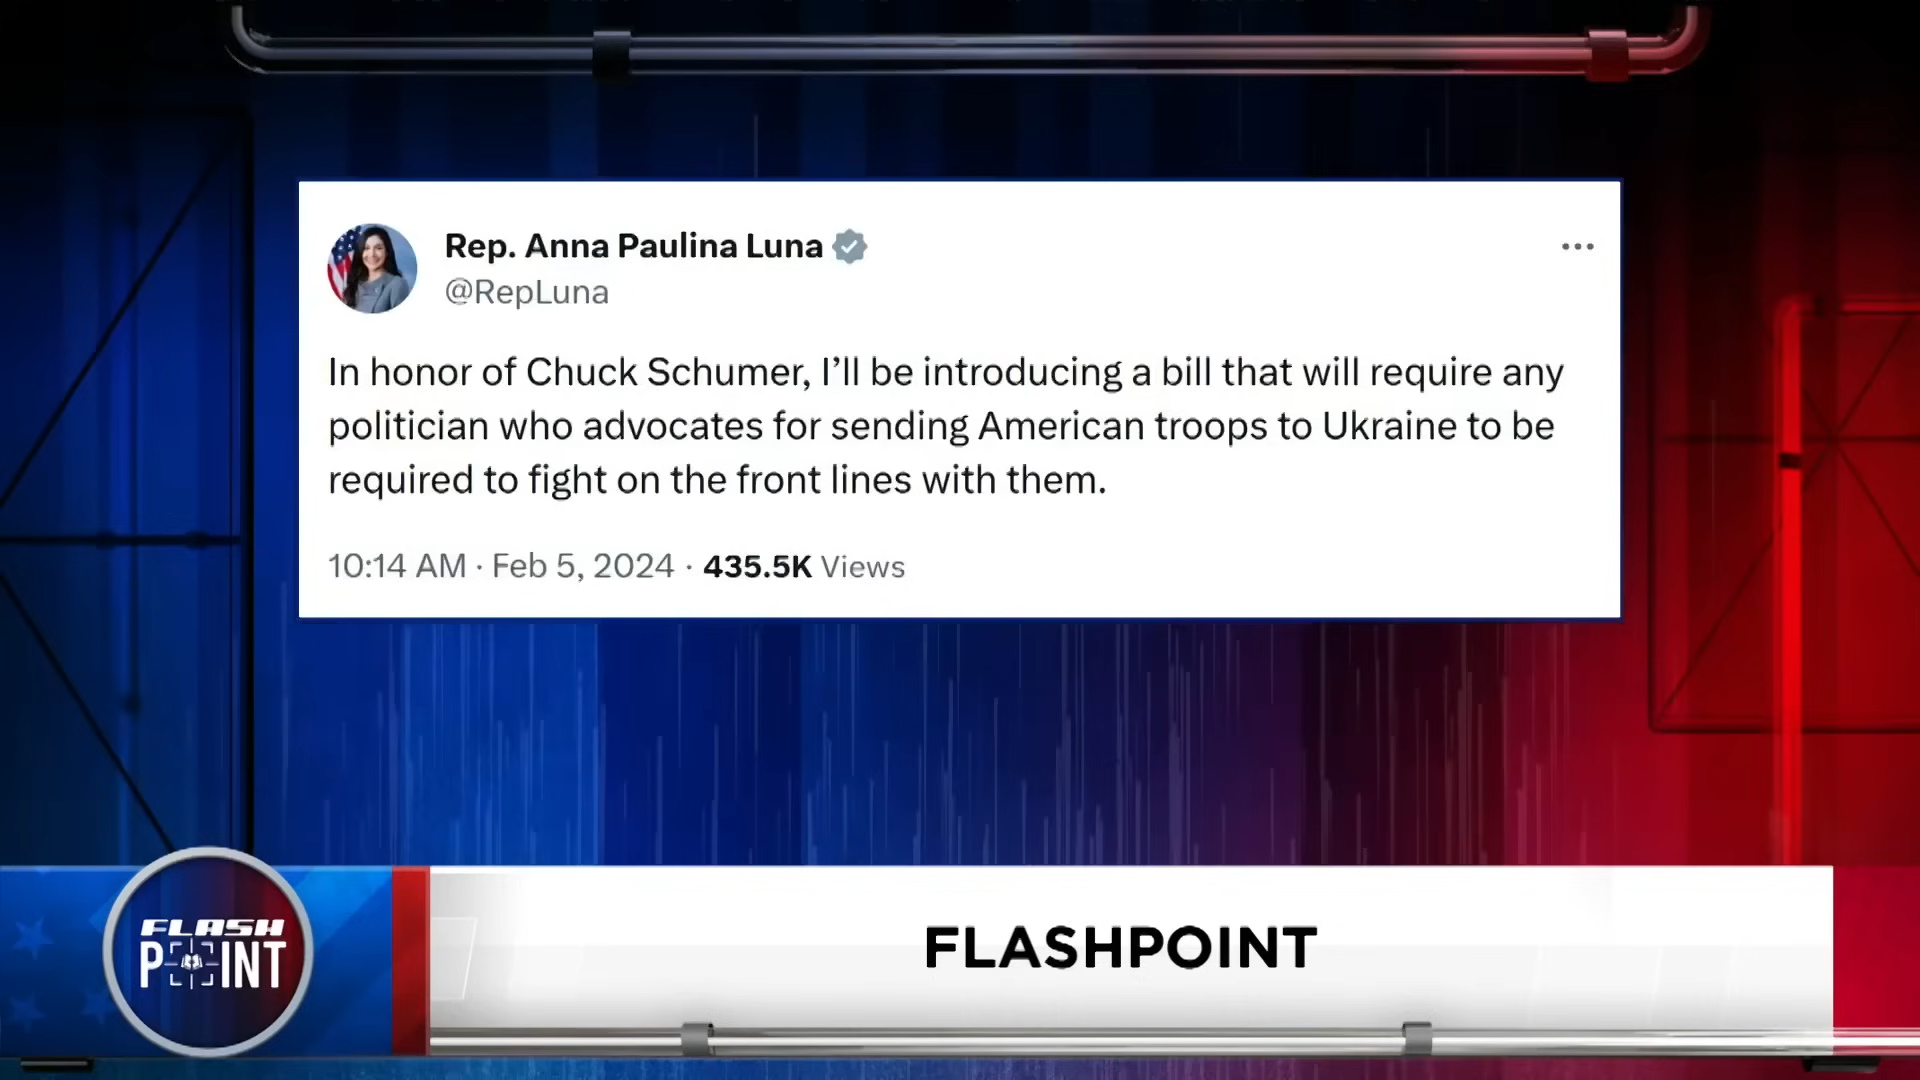 Rep. Anna Paulina Luna
@RepLuna
In honor of Chuck Schumer, I’ll be introducing a bill that will require any
politician who advocates for sending American troops to Ukraine to be
required to fight on the front lines with them.
10:14 AM · Feb 5, 2024 · 435.5K Views
FLASH
POINT
FLASHPOINT